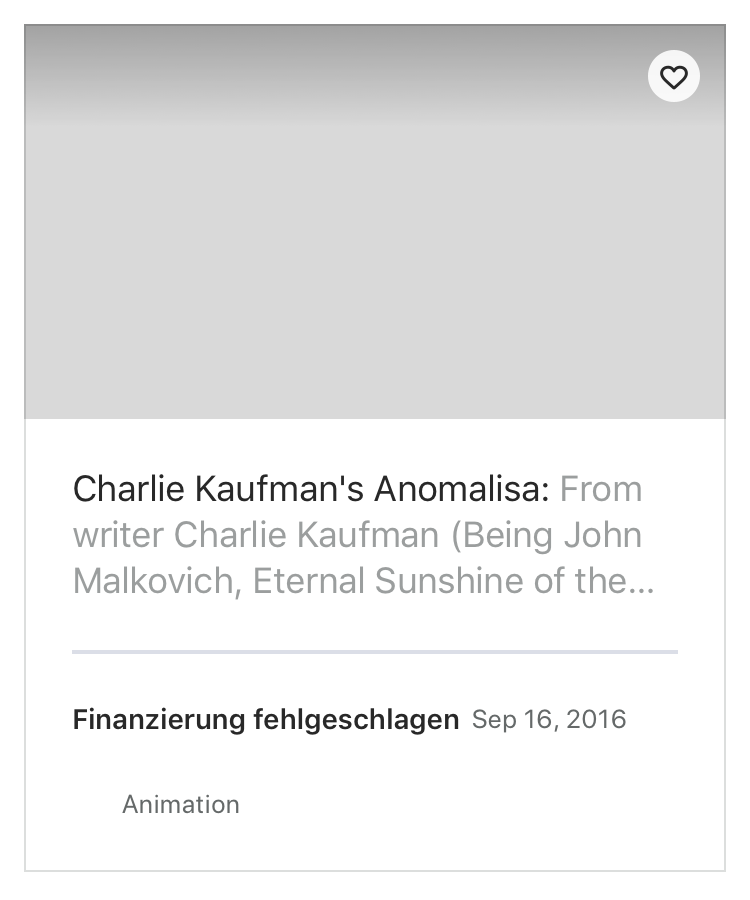 Charlie Kaufman's Anomalisa: From
writer Charlie Kaufman (Being John
Malkovich, Eternal Sunshine of the...
Finanzierung fehlgeschlagen Sep 16, 2016
Animation